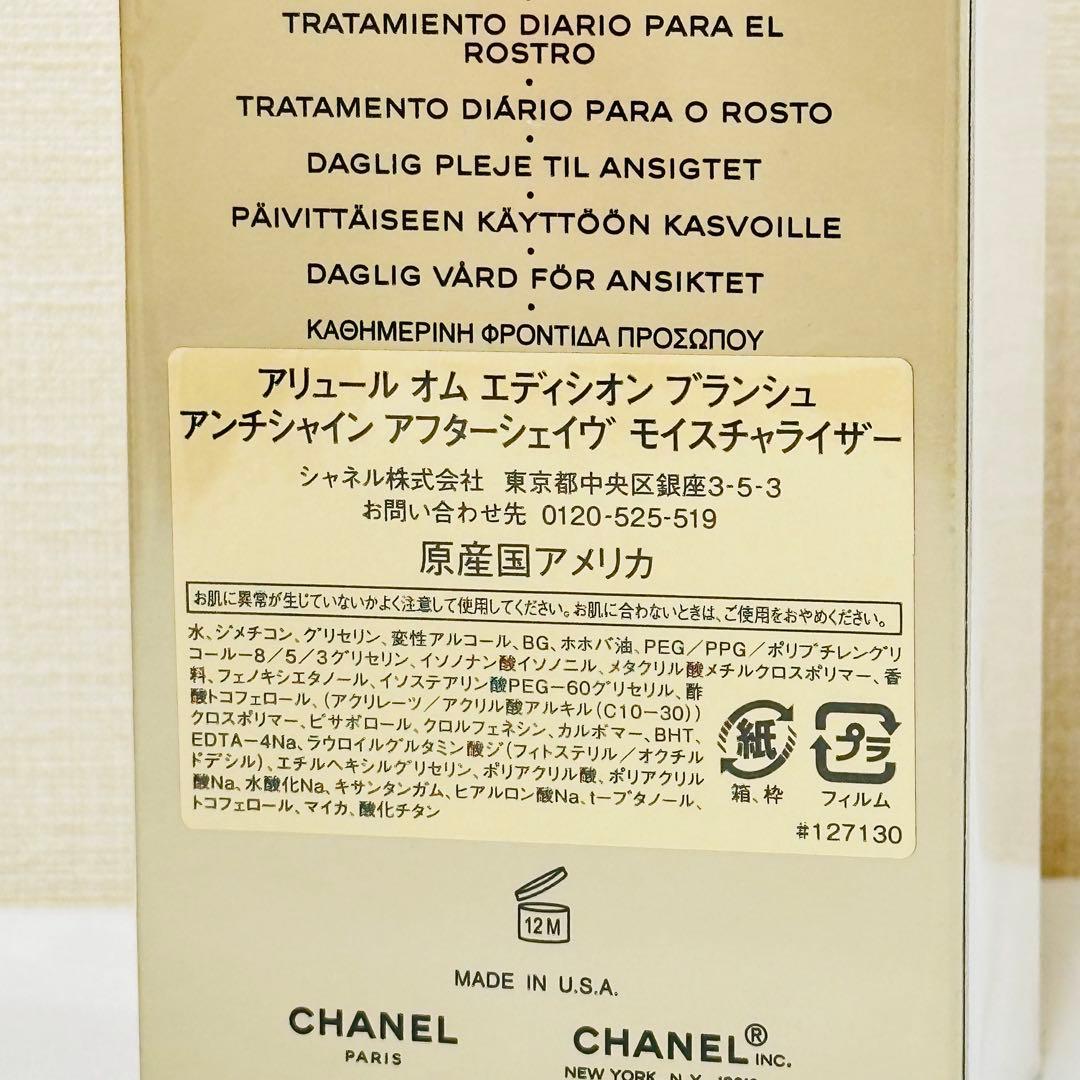 TRATAMIENTO DIARIO PARA EL
ROSTRO
•
TRATAMENTO DIÁRIO PARA O ROSTO
•
DAGLIG PLEJE TIL ANSIGTET
•
PÄIVITTÄISEEN KÄYTTÖÖN KASVOILLE
•
DAGLIG VÅRD FÖR ANSIKTET
•
ΚΑΘΗΜΕΡΙΝΗ ΦΡΟΝΤΙΔΑ ΠΡΟΣΩΠΟΥ
アリュール オム エディシオン ブランシュ
アンチシャイン アフターシェイヴ モイスチャライザー
シャネル株式会社 東京都中央区銀座3-5-3
お問い合わせ先 0120-525-519
原産国アメリカ
お肌に異常が生じていないかよく注意して使用してください。お肌に合わないときは、ご使用をおやめください。
水、ジメチコン、グリセリン、変性アルコール、BG、ホホバ油、PEG／PPG／ポリブチレングリ
コール－8／5／3グリセリン、イソノナン酸イソノニル、メタクリル酸メチルクロスポリマー、香
料、フェノキシエタノール、イソステアリン酸PEG－60グリセリル、酢
酸トコフェロール、（アクリレーツ／アクリル酸アルキル（C10－30））
クロスポリマー、ビサボロール、クロルフェネシン、カルボマー、BHT、
EDTA－4Na、ラウロイルグルタミン酸ジ（フィトステリル／オクチル
ドデシル）、エチルヘキシルグリセリン、ポリアクリル酸、ポリアクリル
酸Na、水酸化Na、キサンタンガム、ヒアルロン酸Na、t－ブタノール、
トコフェロール、マイカ、酸化チタン
紙
箱、枠
プラ
フィルム
#127130
12 M
MADE IN U.S.A.
CHANEL
PARIS
CHANEL® INC.
NEW YORK, N.Y.